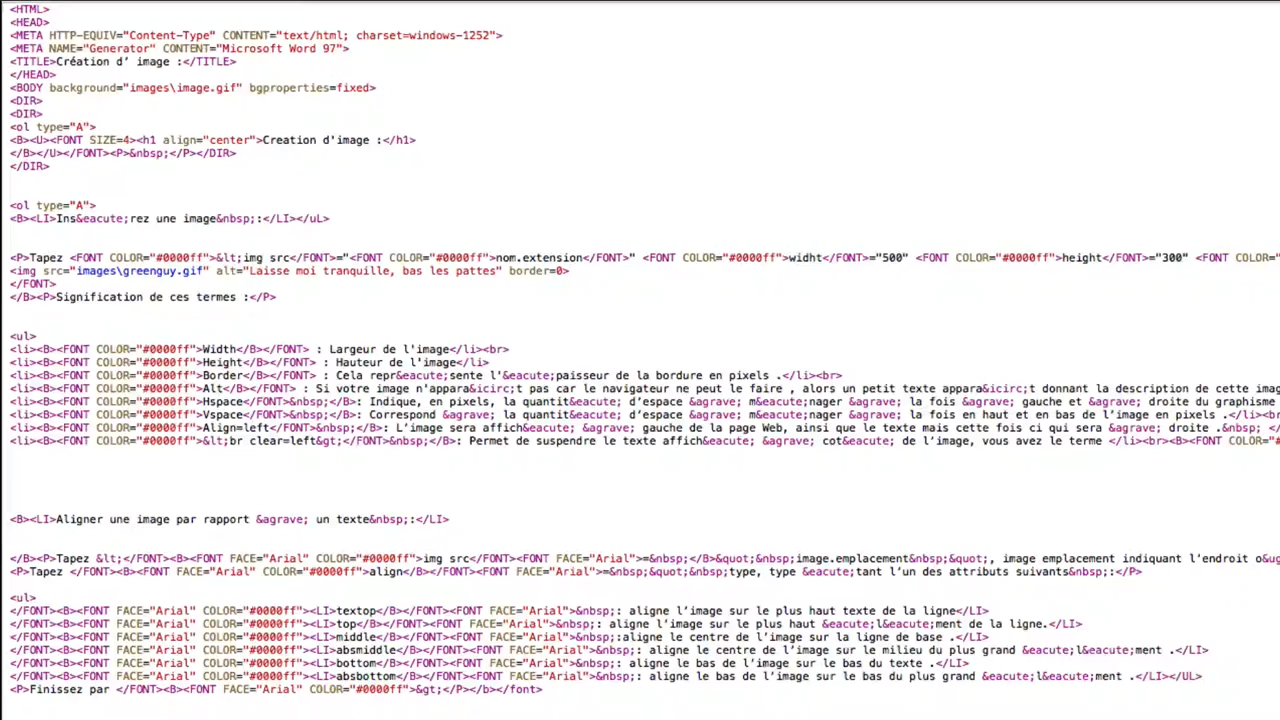 <HTML>
<HEAD>
<META HTTP-EQUIV="Content-Type" CONTENT="text/html; charset=windows-1252">
<META NAME="Generator" CONTENT="Microsoft Word 97">
<TITLE>Création d’ image :</TITLE>
</HEAD>
<BODY background="images\image.gif" bgproperties=fixed>
<DIR>
<DIR>
<ol type="A">
<B><U><FONT SIZE=4><h1 align="center">Creation d'image :</h1>
</B></U></FONT><P>&nbsp;</P></DIR>
</DIR>
<ol type="A">
<B><LI>Ins&eacute;rez une image&nbsp;:</LI></uL>
<P>Tapez <FONT COLOR="#0000ff">&lt;img src</FONT>="<FONT COLOR="#0000ff">nom.extension</FONT>" <FONT COLOR="#0000ff">widht</FONT>="500" <FONT COLOR="#0000ff">height</FONT>="300" <FONT COLOR="
<img src="images\greenguy.gif" alt="Laisse moi tranquille, bas les pattes" border=0>
</FONT>
</B><P>Signification de ces termes :</P>
<ul>
<li><B><FONT COLOR="#0000ff">Width</B></FONT> : Largeur de l'image</li><br>
<li><B><FONT COLOR="#0000ff">Height</B></FONT> : Hauteur de l'image</li>
<li><B><FONT COLOR="#0000ff">Border</B></FONT> : Cela repr&eacute;sente l'&eacute;paisseur de la bordure en pixels .</li><br>
<li><B><FONT COLOR="#0000ff">Alt</B></FONT> : Si votre image n'appara&icirc;t pas car le navigateur ne peut le faire , alors un petit texte appara&icirc;t donnant la description de cette imag
<li><B><FONT COLOR="#0000ff">Hspace</FONT>&nbsp;</B>: Indique, en pixels, la quantit&eacute; d’espace &agrave; m&eacute;nager &agrave; la fois &agrave; gauche et &agrave; droite du graphisme
<li><B><FONT COLOR="#0000ff">Vspace</FONT>&nbsp;</B>: Correspond &agrave; la quantit&eacute; d’espace &agrave; m&eacute;nager &agrave; la fois en haut et en bas de l’image en pixels .</li><br
<li><B><FONT COLOR="#0000ff">Align=left</FONT>&nbsp;</B>: L’image sera affich&eacute; &agrave; gauche de la page Web, ainsi que le texte mais cette fois ci qui sera &agrave; droite .&nbsp; </
<li><B><FONT COLOR="#0000ff">&lt;br clear=left&gt;</FONT>&nbsp;</B>: Permet de suspendre le texte affich&eacute; &agrave; cot&eacute; de l’image, vous avez le terme </li><br><B><FONT COLOR="#
<B><LI>Aligner une image par rapport &agrave; un texte&nbsp;:</LI>
</B><P>Tapez &lt;</FONT><B><FONT FACE="Arial" COLOR="#0000ff">img src</FONT><FONT FACE="Arial">=&nbsp;</B>&quot;&nbsp;image.emplacement&nbsp;&quot;, image emplacement indiquant l’endroit o&ug
<P>Tapez </FONT><B><FONT FACE="Arial" COLOR="#0000ff">align</B></FONT><FONT FACE="Arial">=&nbsp;&quot;&nbsp;type, type &eacute;tant l’un des attributs suivants&nbsp;:</P>
<ul>
</FONT><B><FONT FACE="Arial" COLOR="#0000ff"><LI>textop</B></FONT><FONT FACE="Arial">&nbsp;: aligne l’image sur le plus haut texte de la ligne</LI>
</FONT><B><FONT FACE="Arial" COLOR="#0000ff"><LI>top</B></FONT><FONT FACE="Arial">&nbsp;: aligne l’image sur le plus haut &eacute;l&eacute;ment de la ligne.</LI>
</FONT><B><FONT FACE="Arial" COLOR="#0000ff"><LI>middle</B></FONT><FONT FACE="Arial">&nbsp;:aligne le centre de l’image sur la ligne de base .</LI>
</FONT><B><FONT FACE="Arial" COLOR="#0000ff"><LI>absmiddle</B></FONT><FONT FACE="Arial">&nbsp;: aligne le centre de l’image sur le milieu du plus grand &eacute;l&eacute;ment .</LI>
</FONT><B><FONT FACE="Arial" COLOR="#0000ff"><LI>bottom</B></FONT><FONT FACE="Arial">&nbsp;: aligne le bas de l’image sur le bas du texte .</LI>
</FONT><B><FONT FACE="Arial" COLOR="#0000ff"><LI>absbottom</B></FONT><FONT FACE="Arial">&nbsp;: aligne le bas de l’image sur le bas du plus grand &eacute;l&eacute;ment .</LI></UL>
<P>Finissez par </FONT><B><FONT FACE="Arial" COLOR="#0000ff">&gt;</P></b></font>